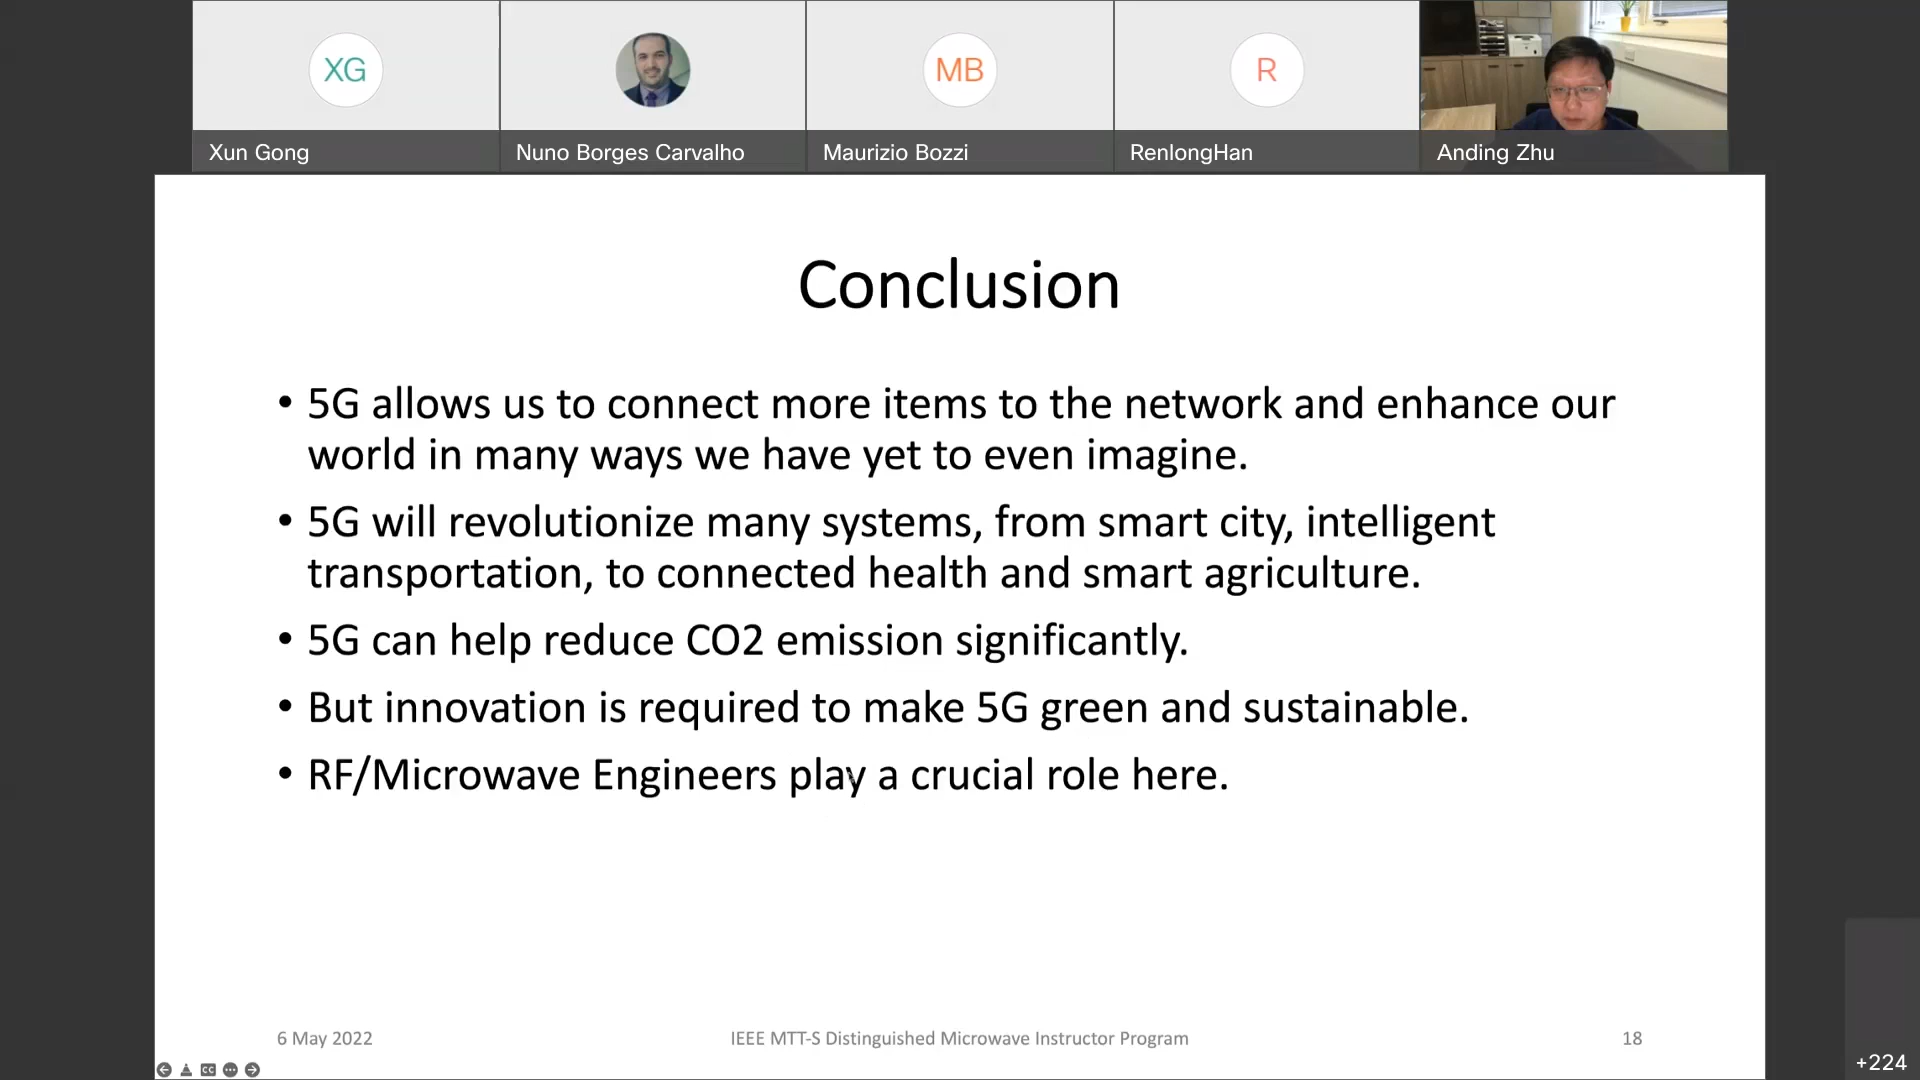 XG
MB
R
Xun Gong
Nuno Borges Carvalho
Maurizio Bozzi
RenlongHan
Anding Zhu
Conclusion
• 5G allows us to connect more items to the network and enhance our
world in many ways we have yet to even imagine.
• 5G will revolutionize many systems, from smart city, intelligent
transportation, to connected health and smart agriculture.
• 5G can help reduce CO2 emission significantly.
• But innovation is required to make 5G green and sustainable.
• RF/Microwave Engineers play a crucial role here.
6 May 2022
IEEE MTT-S Distinguished Microwave Instructor Program
18
CC
+224